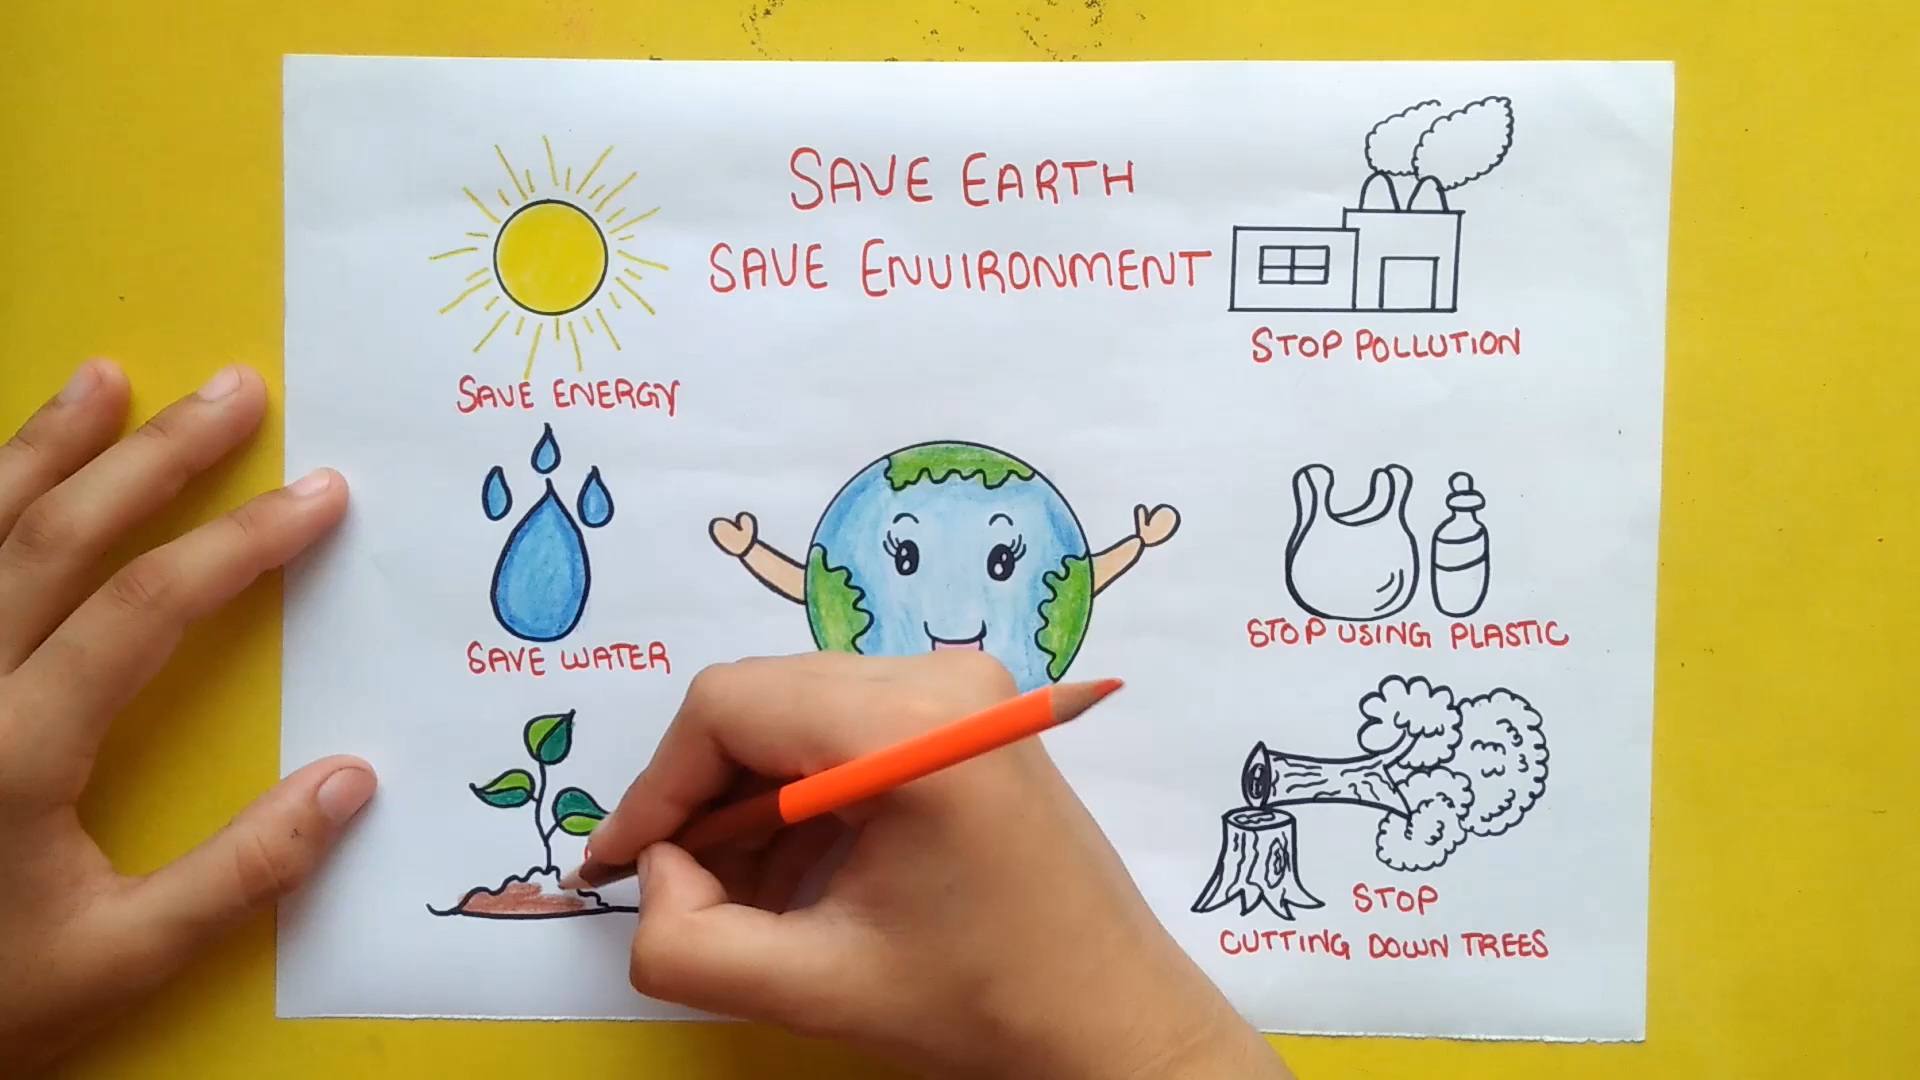 SAVE EARTH
SAVE ENVIRONMENT
SAVE ENERGY
SAVE WATER
STOP POLLUTION
STOP USING PLASTIC
STOP
CUTTING DOWN TREES